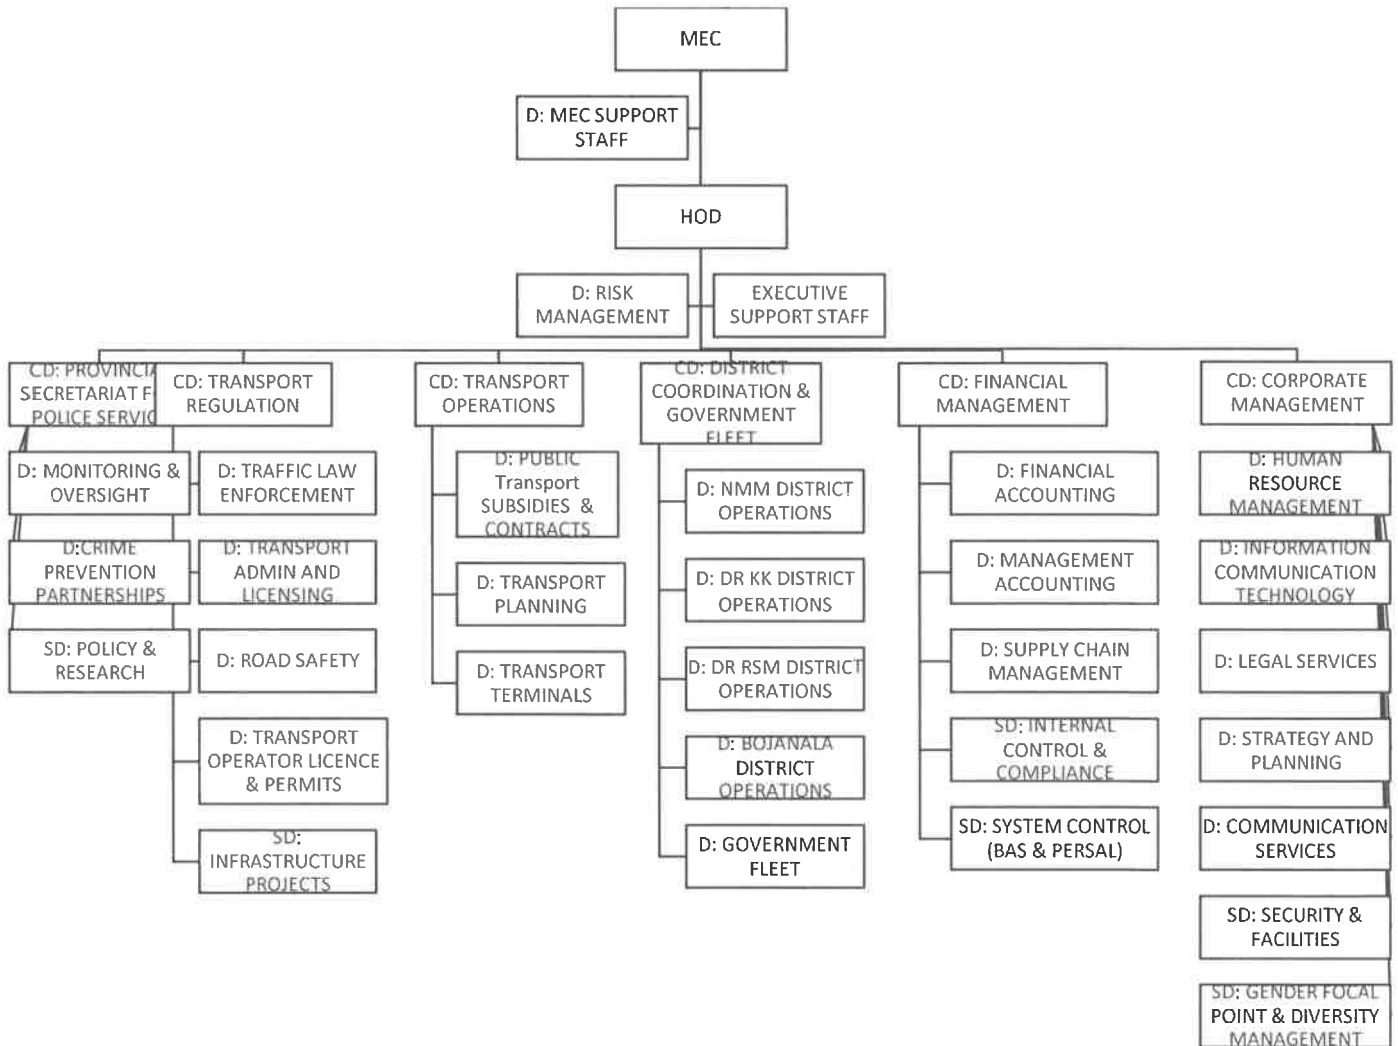 MEC
D: MEC SUPPORT
STAFF
HOD
D: RISK
MANAGEMENT
EXECUTIVE
SUPPORT STAFF
CD: PROVINCIA
SECRETARIAT F
POLICE SERVIC
CD: TRANSPORT
REGULATION
CD: TRANSPORT
OPERATIONS
CD: DISTRICT
COORDINATION &
GOVERNMENT
FLEET
CD: FINANCIAL
MANAGEMENT
CD: CORPORATE
MANAGEMENT
D: MONITORING &
OVERSIGHT
D:CRIME
PREVENTION
PARTNERSHIPS
SD: POLICY &
RESEARCH
D: TRAFFIC LAW
ENFORCEMENT
D: TRANSPORT
ADMIN AND
LICENSING
D: ROAD SAFETY
D: TRANSPORT
OPERATOR LICENCE
& PERMITS
SD:
INFRASTRUCTURE
PROJECTS
D: PUBLIC
Transport
SUBSIDIES &
CONTRACTS
D: TRANSPORT
PLANNING
D: TRANSPORT
TERMINALS
D: NMM DISTRICT
OPERATIONS
D: DR KK DISTRICT
OPERATIONS
D: DR RSM DISTRICT
OPERATIONS
D: BOJANALA
DISTRICT
OPERATIONS
D: GOVERNMENT
FLEET
D: FINANCIAL
ACCOUNTING
D: MANAGEMENT
ACCOUNTING
D: SUPPLY CHAIN
MANAGEMENT
SD: INTERNAL
CONTROL &
COMPLIANCE
SD: SYSTEM CONTROL
(BAS & PERSAL)
D: HUMAN
RESOURCE
MANAGEMENT
D: INFORMATION
COMMUNICATION
TECHNOLOGY
D: LEGAL SERVICES
D: STRATEGY AND
PLANNING
D: COMMUNICATION
SERVICES
SD: SECURITY &
FACILITIES
SD: GENDER FOCAL
POINT & DIVERSITY
MANAGEMENT